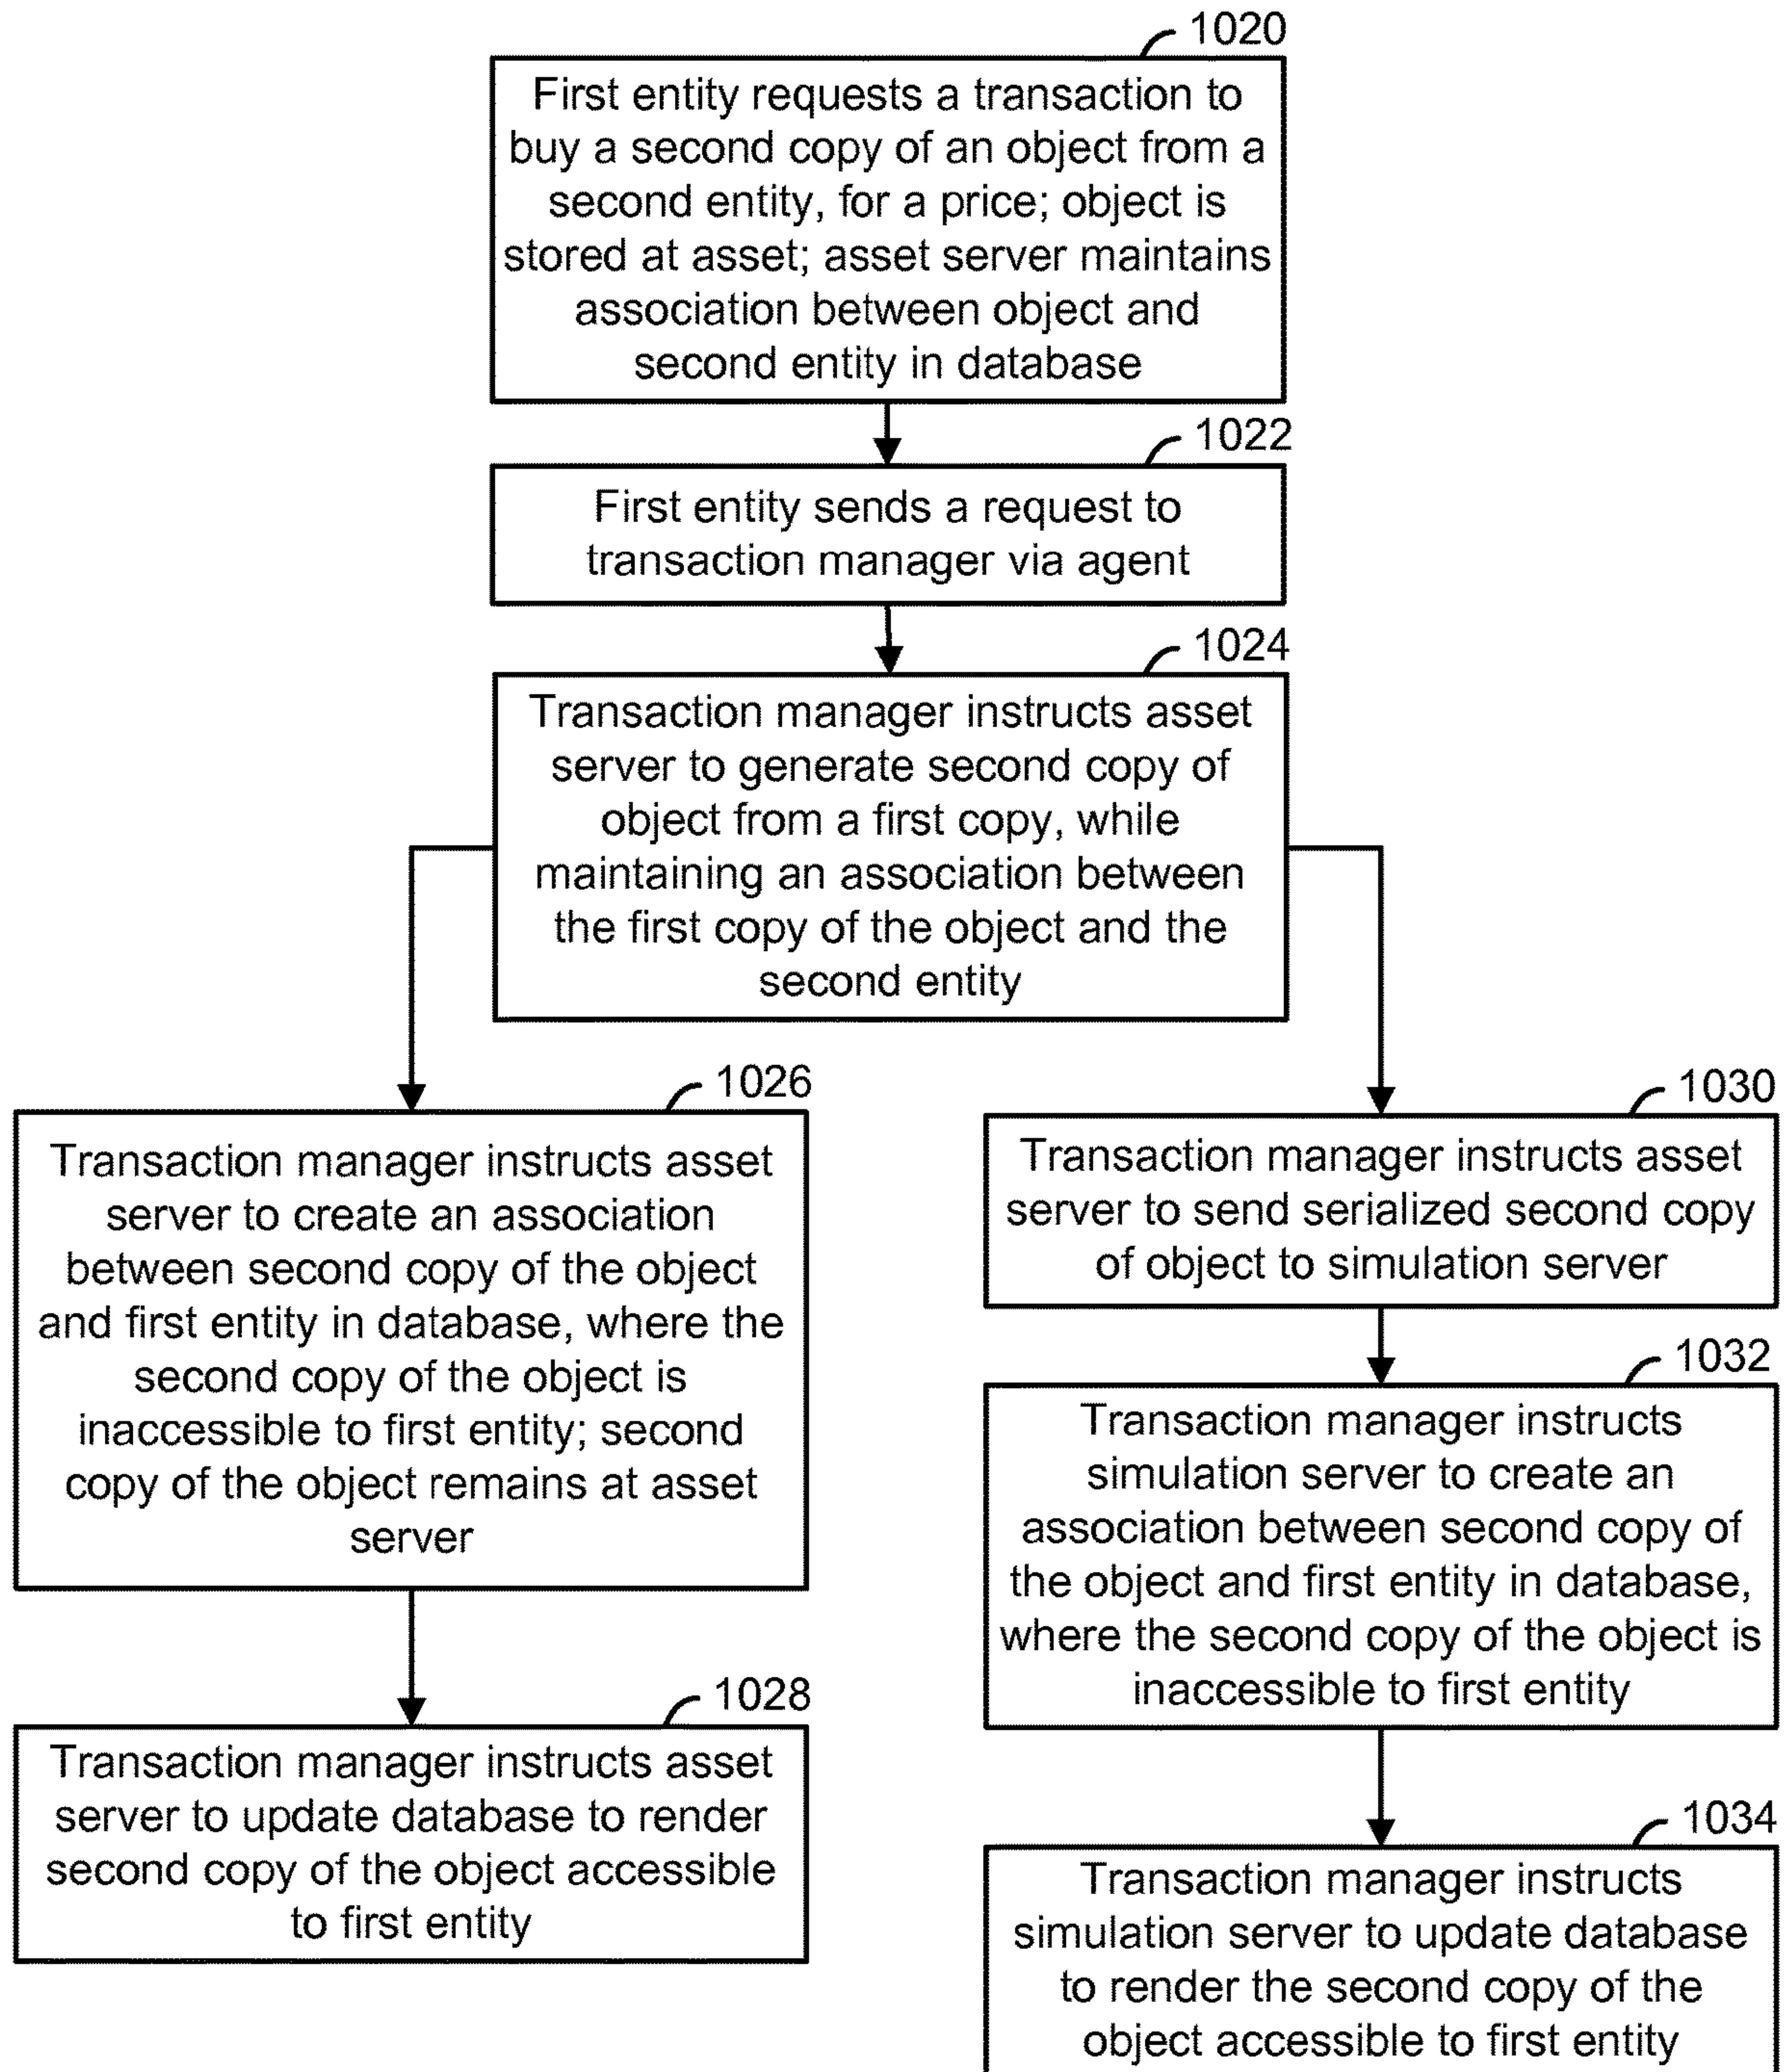 1020
First entity requests a transaction to
buy a second copy of an object from a
second entity, for a price; object is
stored at asset; asset server maintains
association between object and
second entity in database
1022
First entity sends a request to
transaction manager via agent
1024
Transaction manager instructs asset
server to generate second copy of
object from a first copy, while
maintaining an association between
the first copy of the object and the
second entity
1026
Transaction manager instructs asset
server to create an association
between second copy of the object
and first entity in database, where the
second copy of the object is
inaccessible to first entity; second
copy of the object remains at asset
server
1028
Transaction manager instructs asset
server to update database to render
second copy of the object accessible
to first entity
1030
Transaction manager instructs asset
server to send serialized second copy
of object to simulation server
1032
Transaction manager instructs
simulation server to create an
association between second copy of
the object and first entity in database,
where the second copy of the object is
inaccessible to first entity
1034
Transaction manager instructs
simulation server to update database
to render the second copy of the
object accessible to first entity